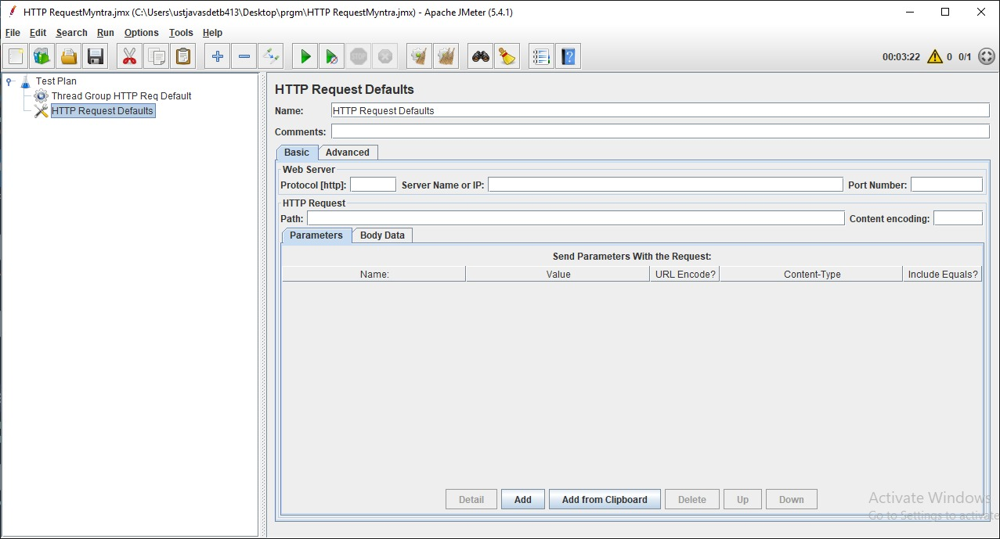 HTTP RequestMyntra.jmx (C:\Users\ustjavasdetb413\Desktop\prgm\HTTP RequestMyntra.jmx) - Apache JMeter (5.4.1)
File Edit Search Run Options Tools Help
STOP ? 00:03:22 0 0/1
Test Plan
Thread Group HTTP Req Default
HTTP Request Defaults
HTTP Request Defaults
Name: HTTP Request Defaults
Comments:
Basic Advanced
Web Server
Protocol [http]: Server Name or IP: Port Number:
HTTP Request
Path: Content encoding:
Parameters Body Data
Send Parameters With the Request:
Name: Value URL Encode? Content-Type Include Equals?
Detail Add Add from Clipboard Delete Up Down
Activate Windows
Go to Settings to activate